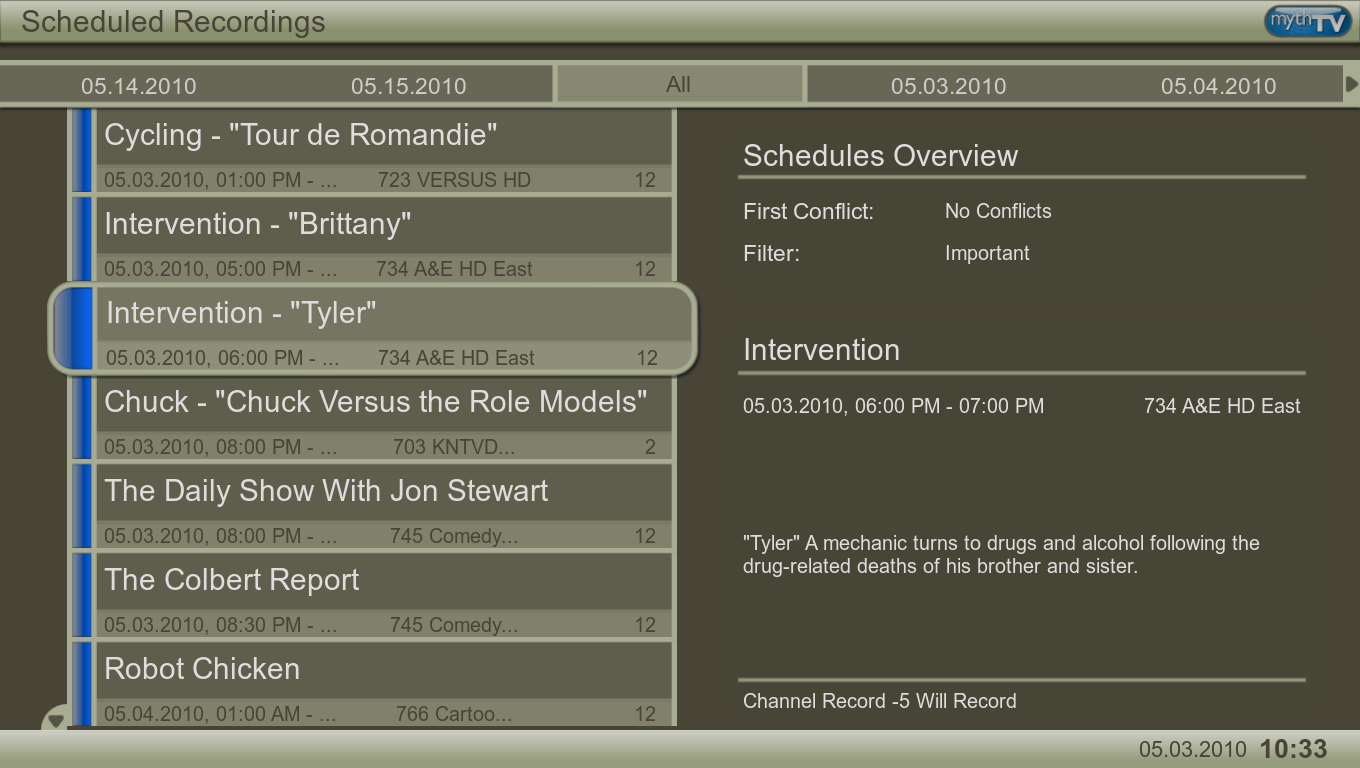 Scheduled Recordings
mythTV
05.14.2010 05.15.2010 All 05.03.2010 05.04.2010
Cycling - "Tour de Romandie"
05.03.2010, 01:00 PM - ... 723 VERSUS HD 12
Intervention - "Brittany"
05.03.2010, 05:00 PM - ... 734 A&E HD East 12
Intervention - "Tyler"
05.03.2010, 06:00 PM - ... 734 A&E HD East 12
Chuck - "Chuck Versus the Role Models"
05.03.2010, 08:00 PM - ... 703 KNTVD... 2
The Daily Show With Jon Stewart
05.03.2010, 08:00 PM - ... 745 Comedy... 12
The Colbert Report
05.03.2010, 08:30 PM - ... 745 Comedy... 12
Robot Chicken
05.04.2010, 01:00 AM - ... 766 Cartoo... 12
Schedules Overview
First Conflict: No Conflicts
Filter: Important
Intervention
05.03.2010, 06:00 PM - 07:00 PM 734 A&E HD East
"Tyler" A mechanic turns to drugs and alcohol following the
drug-related deaths of his brother and sister.
Channel Record -5 Will Record
05.03.2010 10:33